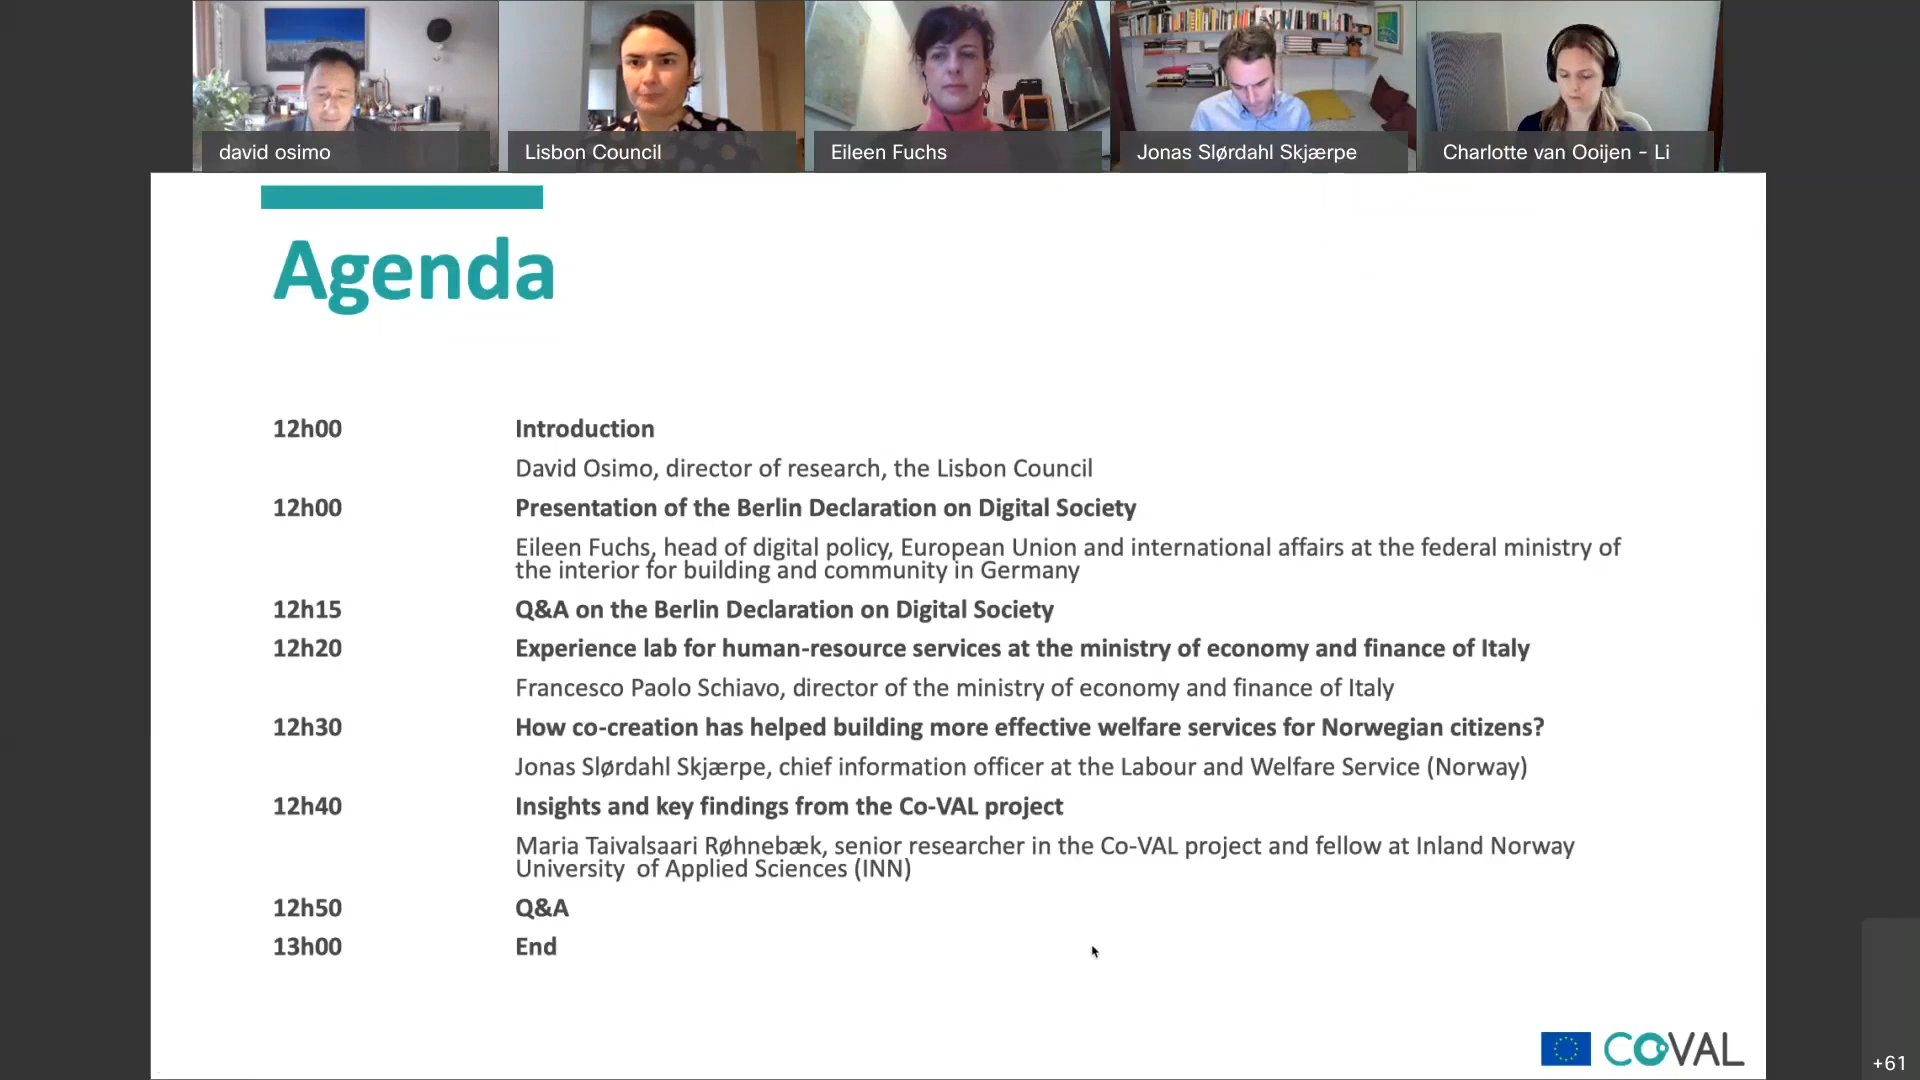 david osimo
Lisbon Council
Eileen Fuchs
Jonas Slørdahl Skjærpe
Charlotte van Ooijen - Li
Agenda
12h00 Introduction
David Osimo, director of research, the Lisbon Council
12h00 Presentation of the Berlin Declaration on Digital Society
Eileen Fuchs, head of digital policy, European Union and international affairs at the federal ministry of
the interior for building and community in Germany
12h15 Q&A on the Berlin Declaration on Digital Society
12h20 Experience lab for human-resource services at the ministry of economy and finance of Italy
Francesco Paolo Schiavo, director of the ministry of economy and finance of Italy
12h30 How co-creation has helped building more effective welfare services for Norwegian citizens?
Jonas Slørdahl Skjærpe, chief information officer at the Labour and Welfare Service (Norway)
12h40 Insights and key findings from the Co-VAL project
Maria Taivalsaari Røhnebæk, senior researcher in the Co-VAL project and fellow at Inland Norway
University of Applied Sciences (INN)
12h50 Q&A
13h00 End
COVAL
+61